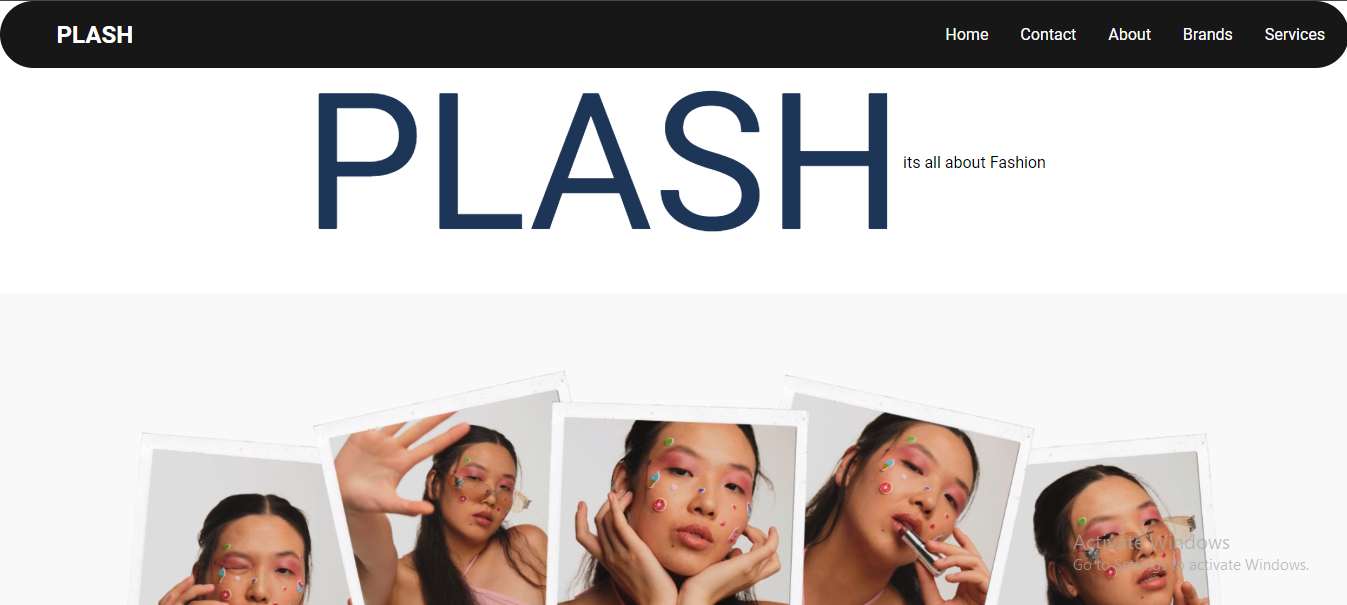 PLASH
Home Contact About Brands Services
PLASH
its all about Fashion
Activate Windows
Go to Settings to activate Windows.